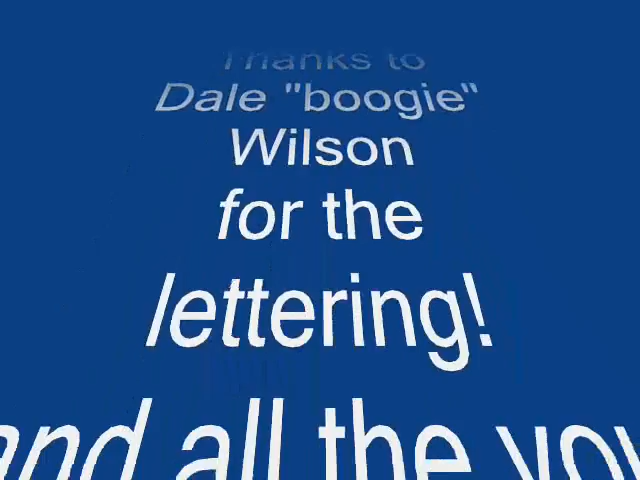 Thanks to
Dale "boogie"
Wilson
for the
lettering!
and all the